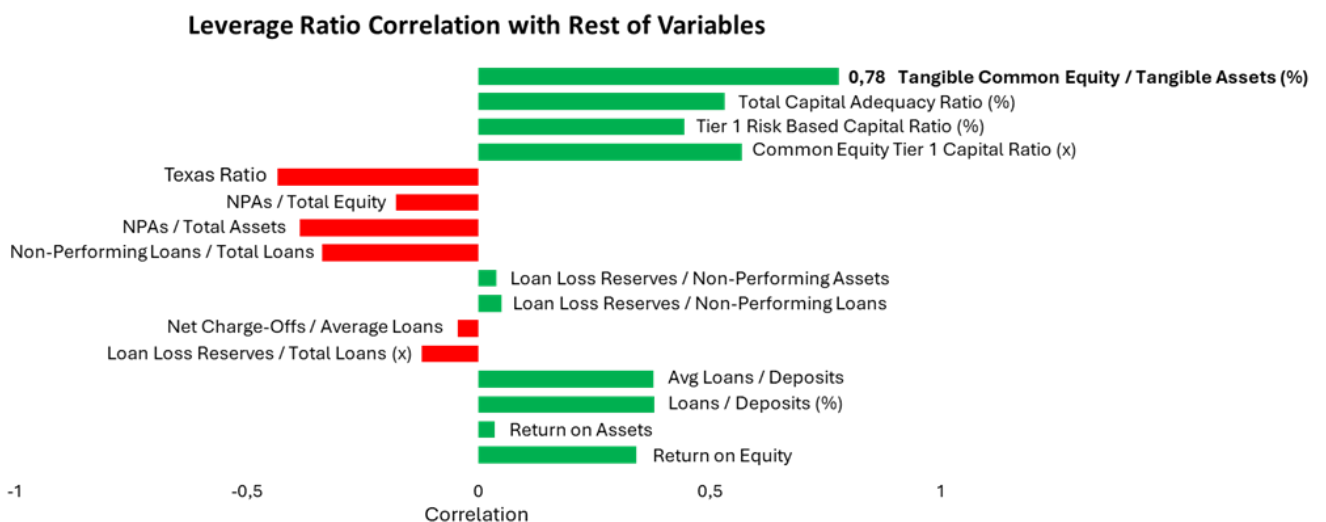 Leverage Ratio Correlation with Rest of Variables
0,78 Tangible Common Equity / Tangible Assets (%)
Total Capital Adequacy Ratio (%)
Tier 1 Risk Based Capital Ratio (%)
Common Equity Tier 1 Capital Ratio (x)
Texas Ratio
NPAs / Total Equity
NPAs / Total Assets
Non-Performing Loans / Total Loans
Loan Loss Reserves / Non-Performing Assets
Loan Loss Reserves / Non-Performing Loans
Net Charge-Offs / Average Loans
Loan Loss Reserves / Total Loans (x)
Avg Loans / Deposits
Loans / Deposits (%)
Return on Assets
Return on Equity
-1 -0,5 0 0,5 1
Correlation